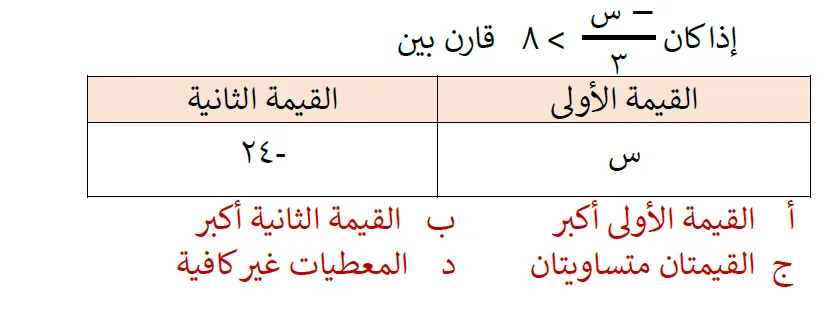 إذا كان
− س
٣
< ٨ قارن بين
القيمة الأولى القيمة الثانية
س -٢٤
أ القيمة الأولى أكبر ب القيمة الثانية أكبر
ج القيمتان متساويتان د المعطيات غير كافية